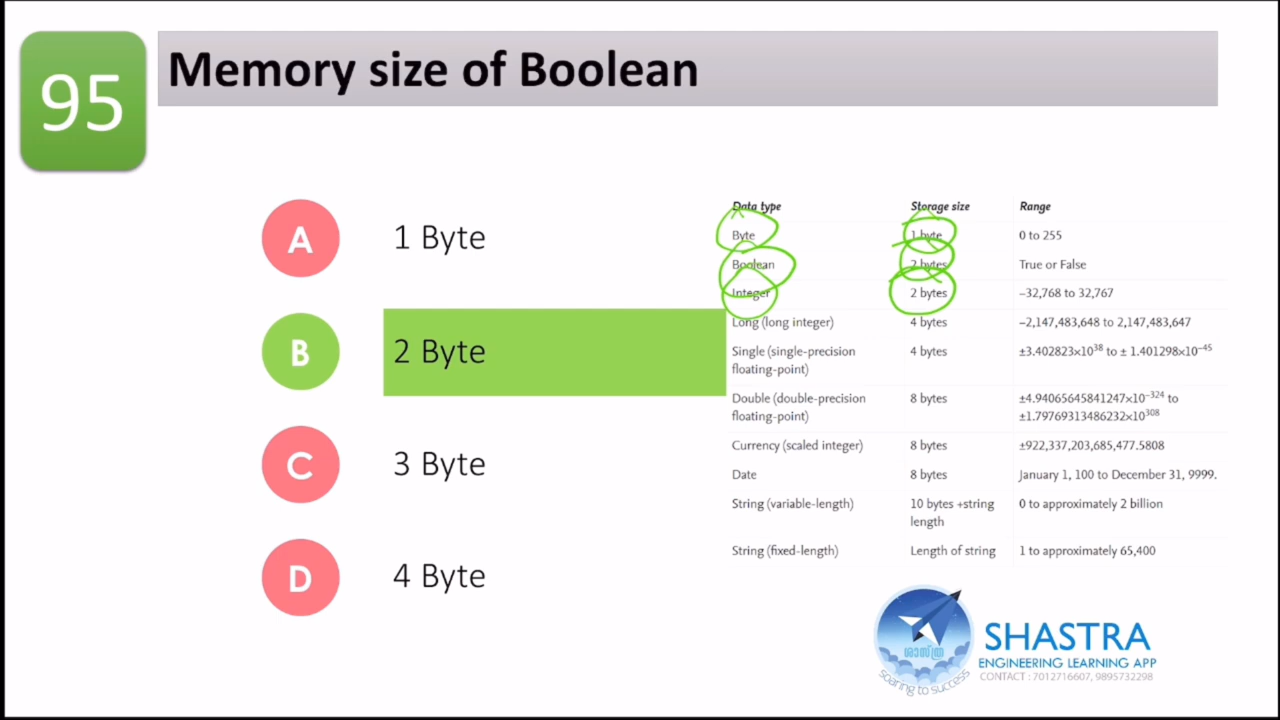 95
Memory size of Boolean
A 1 Byte
B 2 Byte
C 3 Byte
D 4 Byte
Data type Storage size Range
Byte 1 byte 0 to 255
Boolean 2 bytes True or False
Integer 2 bytes –32,768 to 32,767
Long (long integer) 4 bytes –2,147,483,648 to 2,147,483,647
Single (single-precision 4 bytes ±3.402823×10³⁸ to ± 1.401298×10⁻⁴⁵
floating-point)
Double (double-precision 8 bytes ±4.94065645841247×10⁻³²⁴ to
floating-point) ±1.79769313486232×10³⁰⁸
Currency (scaled integer) 8 bytes ±922,337,203,685,477.5808
Date 8 bytes January 1, 100 to December 31, 9999.
String (variable-length) 10 bytes +string 0 to approximately 2 billion
length
String (fixed-length) Length of string 1 to approximately 65,400
ശാസ്ത്ര
soaring to success
SHASTRA
ENGINEERING LEARNING APP
CONTACT : 7012716607, 9895732298